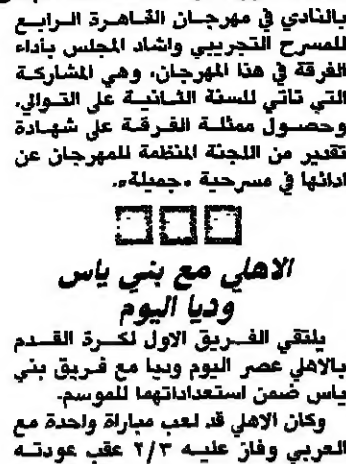 بالنادي في مهرجان القاهرة الرابع
للمسرح التجريبي واشاد المجلس بأداء
الفرقة في هذا المهرجان، وهي المشاركة
التي تاتي للسنة الثانية على التوالي،
وحصول ممثلة الفرقة على شهادة
تقدير من اللجنة المنظمة للمهرجان عن
ادائها في مسرحية «جميلة».
الاهلي مع بني ياس
وديا اليوم
يلتقي الفريق الاول لكرة القدم
بالاهلي عصر اليوم وديا مع فريق بني
ياس ضمن استعداداتهما للموسم.
وكان الاهلي قد لعب مباراة واحدة مع
العربي وفاز عليه ٢/٣ عقب عودته